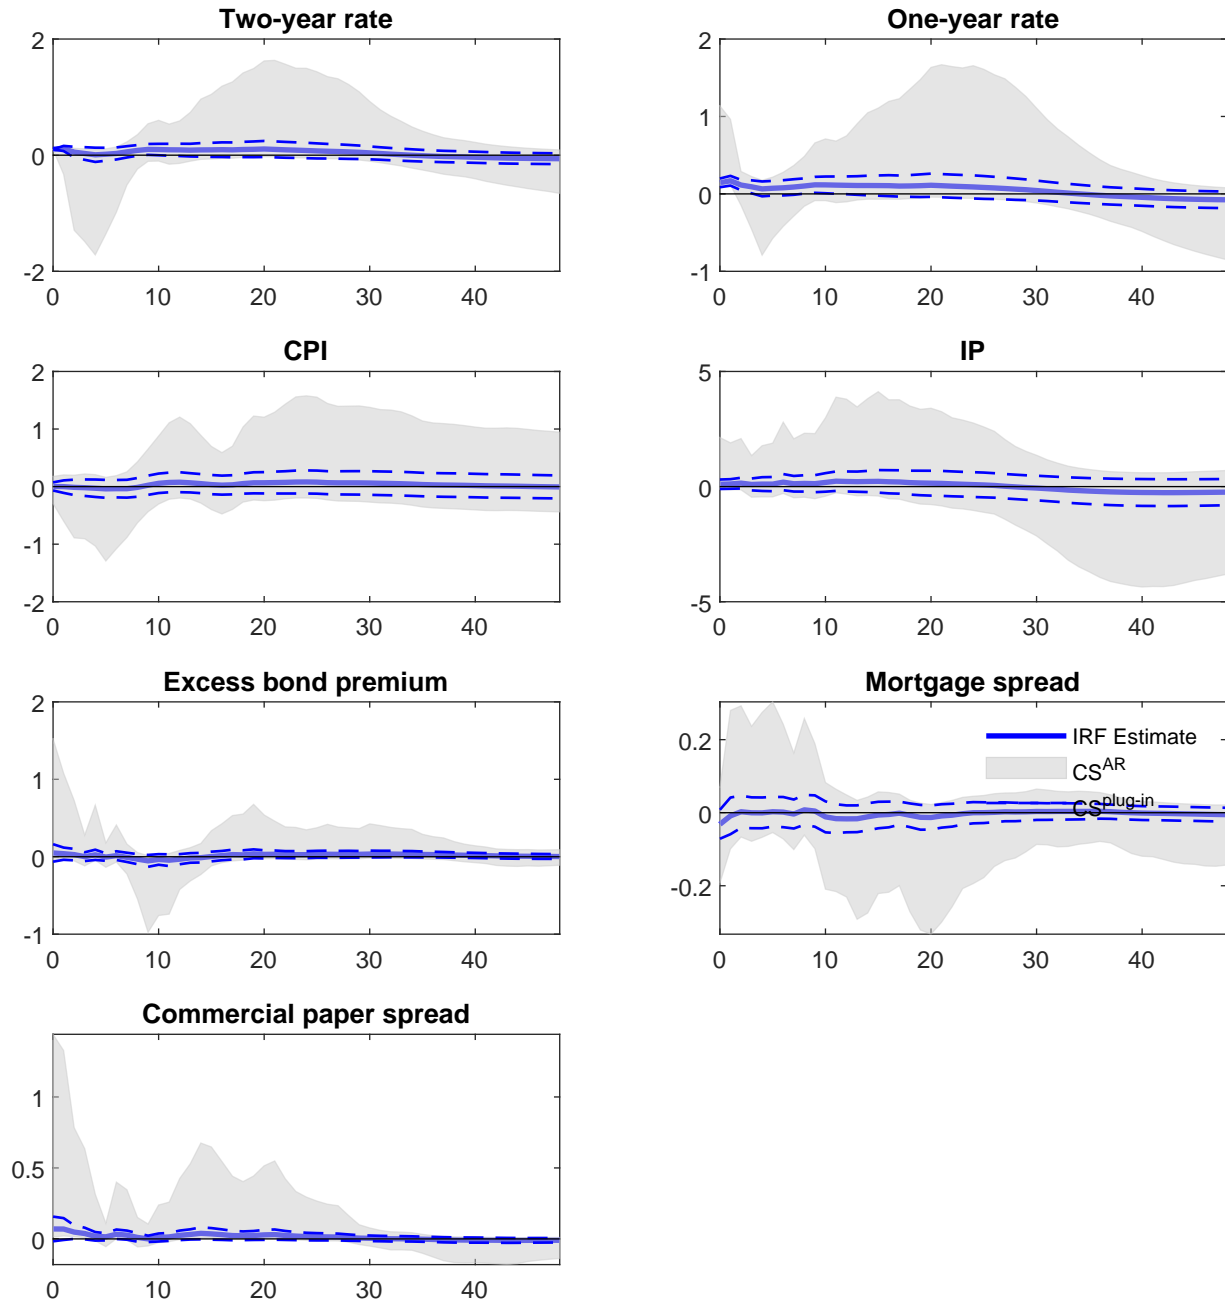 Two-year rate
2
0
-2
0 10 20 30 40
One-year rate
2
1
0
-1
0 10 20 30 40
CPI
2
1
0
-1
-2
0 10 20 30 40
IP
5
0
-5
0 10 20 30 40
Excess bond premium
2
1
0
-1
0 10 20 30 40
Mortgage spread
0.2
0
-0.2
0 10 20 30 40
IRF Estimate
CS^AR
CS^plug-in
Commercial paper spread
1
0.5
0
0 10 20 30 40